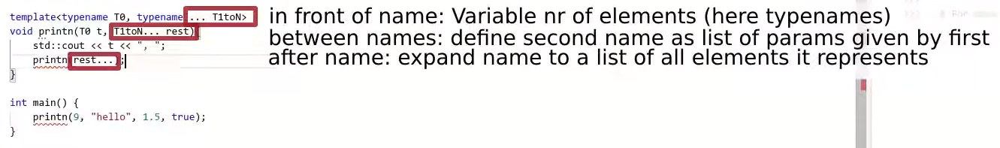 template<typename T0, typename... T1toN>
void printn(T0 t, T1toN... rest)
std::cout << t << ", ";
printn(rest...);
}
int main() {
printn(9, "hello", 1.5, true);
}
in front of name: Variable nr of elements (here typenames)
between names: define second name as list of params given by first
after name: expand name to a list of all elements it represents